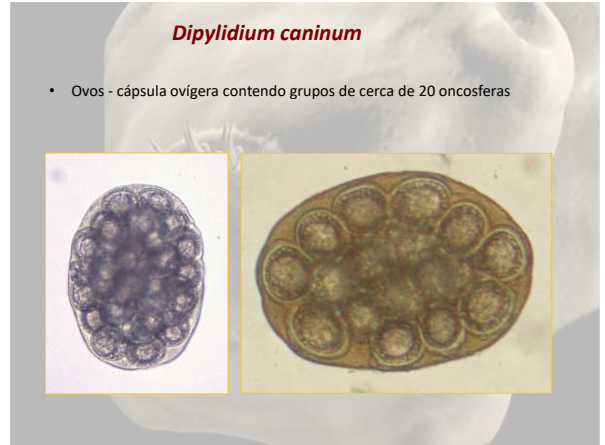 Dipylidium caninum
• Ovos - cápsula ovígera contendo grupos de cerca de 20 oncosferas